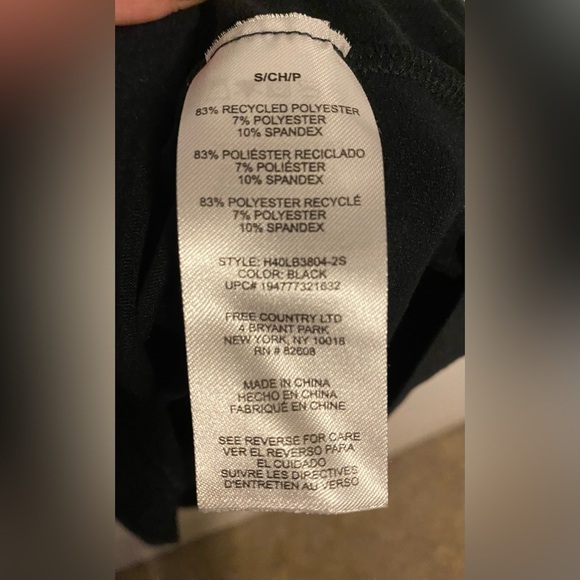 S/CH/P
83% RECYCLED POLYESTER
7% POLYESTER
10% SPANDEX
83% POLIÉSTER RECICLADO
7% POLIÉSTER
10% SPANDEX
83% POLYESTER RECYCLÉ
7% POLYESTER
10% SPANDEX
STYLE: H40LB3804-2S
COLOR: BLACK
UPC# 194777321632
FREE COUNTRY LTD
4 BRYANT PARK
NEW YORK, NY 10018
RN # 82608
MADE IN CHINA
HECHO EN CHINA
FABRIQUÉ EN CHINE
SEE REVERSE FOR CARE
VER EL REVERSO PARA
EL CUIDADO
SUIVRE LES DIRECTIVES
D'ENTRETIEN AU VERSO